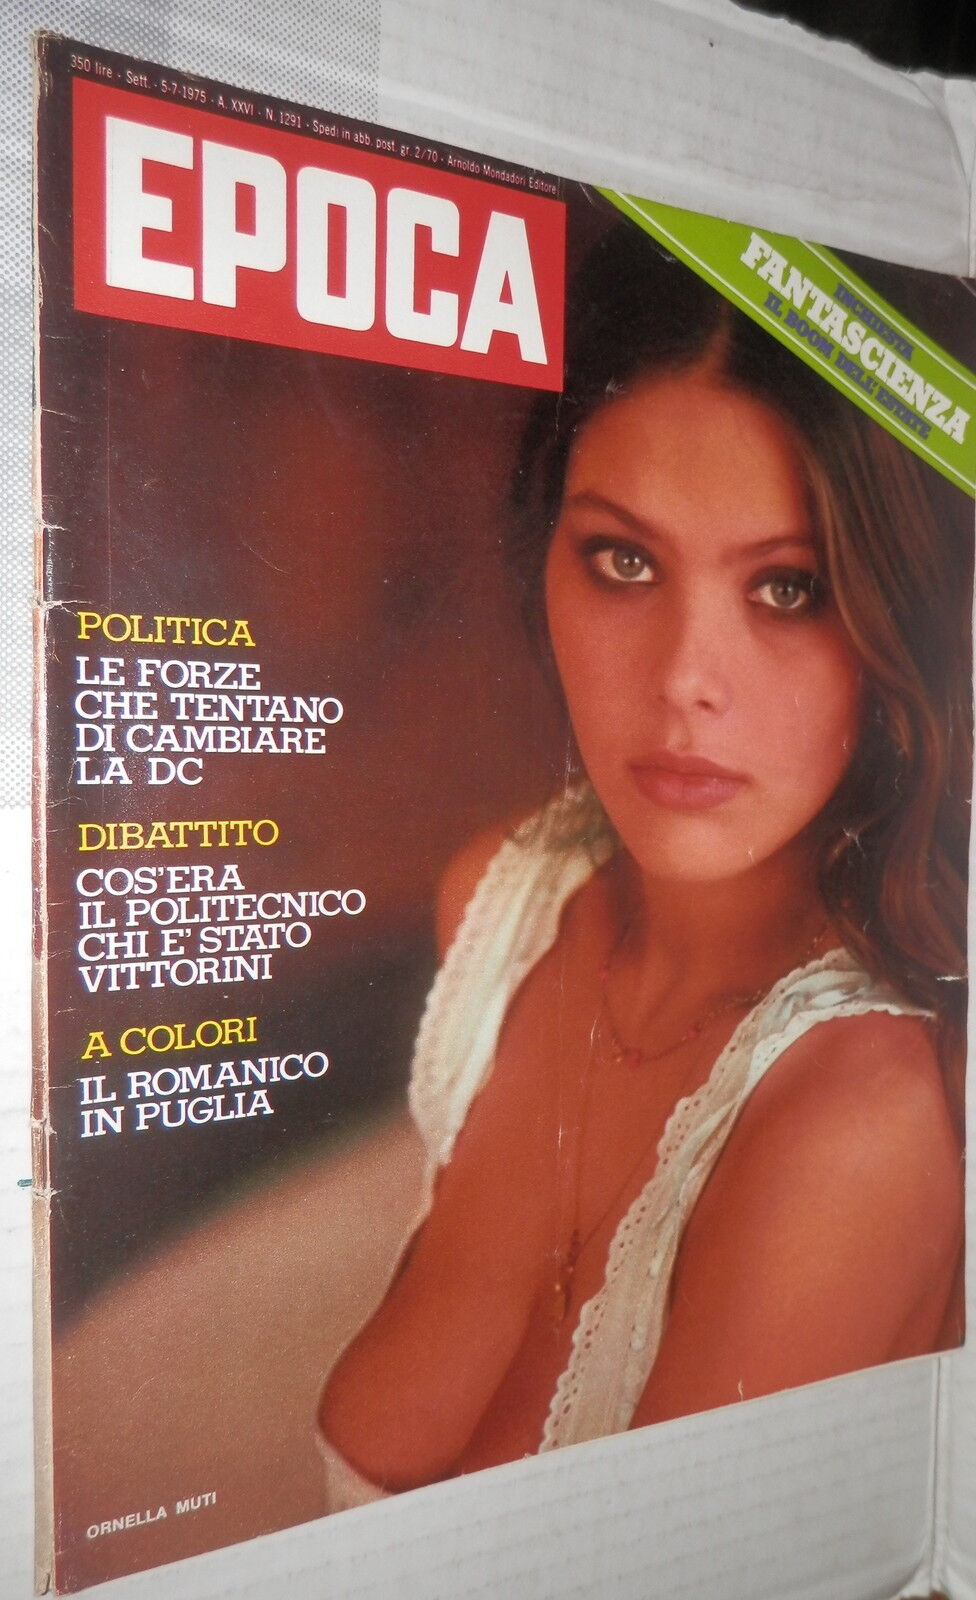 350 lire - Sett. - 5-7-1975 - A. XXVI - N. 1291 - Sped. in abb. post. gr. 2/70 - Arnoldo Mondadori Editore
EPOCA
INCHIESTA
FANTASCIENZA
IL BOOM DELL'ESTATE
POLITICA
LE FORZE
CHE TENTANO
DI CAMBIARE
LA DC
DIBATTITO
COS'ERA
IL POLITECNICO
CHI E' STATO
VITTORINI
A COLORI
IL ROMANICO
IN PUGLIA
ORNELLA MUTI